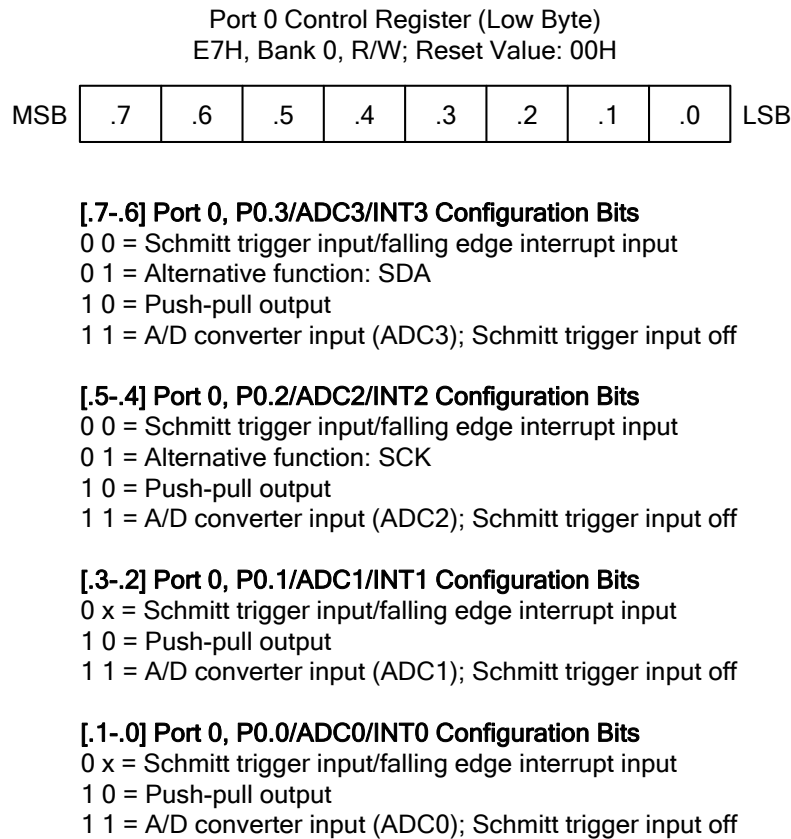 Port 0 Control Register (Low Byte)
E7H, Bank 0, R/W; Reset Value: 00H
MSB .7 .6 .5 .4 .3 .2 .1 .0 LSB
[.7-.6] Port 0, P0.3/ADC3/INT3 Configuration Bits
0 0 = Schmitt trigger input/falling edge interrupt input
0 1 = Alternative function: SDA
1 0 = Push-pull output
1 1 = A/D converter input (ADC3); Schmitt trigger input off
[.5-.4] Port 0, P0.2/ADC2/INT2 Configuration Bits
0 0 = Schmitt trigger input/falling edge interrupt input
0 1 = Alternative function: SCK
1 0 = Push-pull output
1 1 = A/D converter input (ADC2); Schmitt trigger input off
[.3-.2] Port 0, P0.1/ADC1/INT1 Configuration Bits
0 x = Schmitt trigger input/falling edge interrupt input
1 0 = Push-pull output
1 1 = A/D converter input (ADC1); Schmitt trigger input off
[.1-.0] Port 0, P0.0/ADC0/INT0 Configuration Bits
0 x = Schmitt trigger input/falling edge interrupt input
1 0 = Push-pull output
1 1 = A/D converter input (ADC0); Schmitt trigger input off